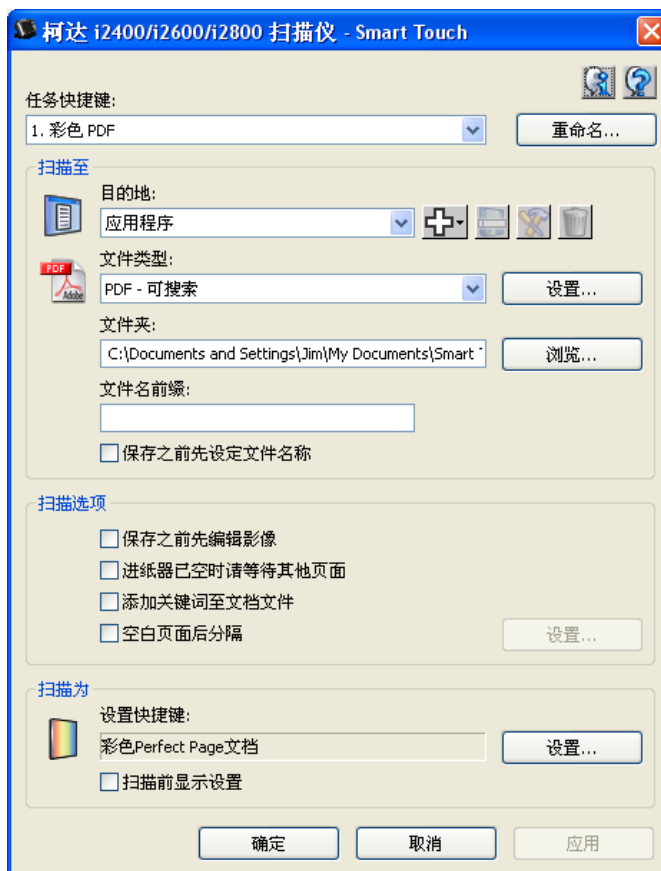 柯达 i2400/i2600/i2800 扫描仪 - Smart Touch
任务快捷键:
1. 彩色 PDF
重命名...
扫描至
目的地:
应用程序
文件类型:
PDF
Adobe
PDF - 可搜索
设置...
文件夹:
C:\Documents and Settings\Jim\My Documents\Smart
浏览...
文件名前缀:
保存之前先设定文件名称
扫描选项
保存之前先编辑影像
进纸器已空时请等待其他页面
添加关键词至文档文件
空白页面后分隔
设置...
扫描为
设置快捷键:
彩色Perfect Page文档
设置...
扫描前显示设置
确定
取消
应用